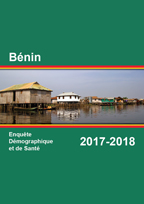 Bénin
Enquête
Démographique
et de Santé
2017-2018